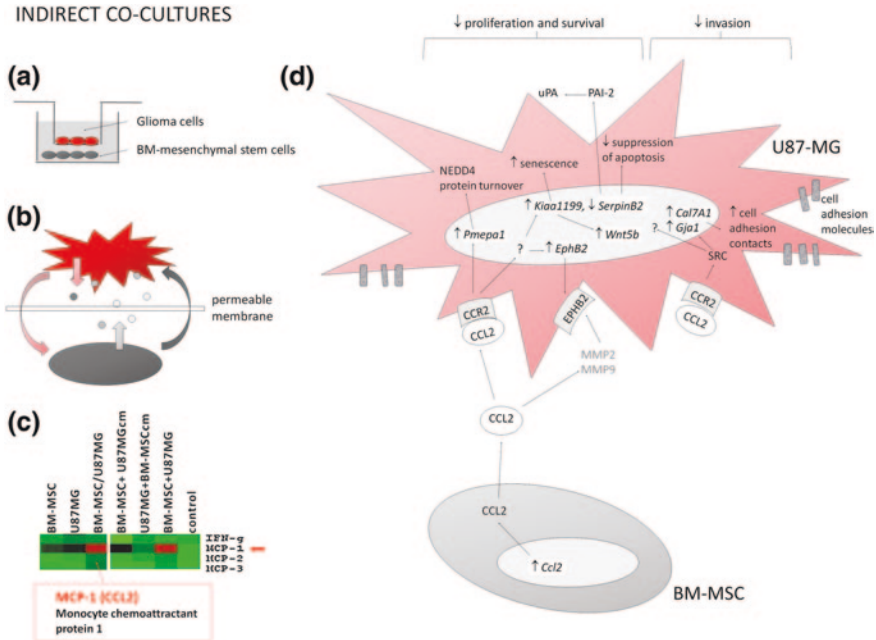 INDIRECT CO-CULTURES
(a)
Glioma cells
BM-mesenchymal stem cells
(b)
permeable
membrane
(c)
BM-MSC
U87MG
BM-MSC/U87MG
BM-MSC+ U87MGcm
U87MG+BM-MSCcm
BM-MSC+U87MG
control
IFN-g
MCP-1
MCP-2
MCP-3
MCP-1 (CCL2)
Monocyte chemoattractant
protein 1
(d)
↓ proliferation and survival
↓ invasion
uPA
PAI-2
U87-MG
↓ suppression
of apoptosis
↑ senescence
NEDD4
protein turnover
↑ Kiaa1199, ↓ SerpinB2
↑ Pmepa1
↑ Wnt5b
? ↑ EphB2
↑ Cal7A1
? ↑ Gja1
↑ cell
adhesion
contacts
SRC
cell
adhesion
molecules
CCR2
CCL2
EPHB2
CCR2
CCL2
MMP2
MMP9
CCL2
CCL2
↑ Ccl2
BM-MSC